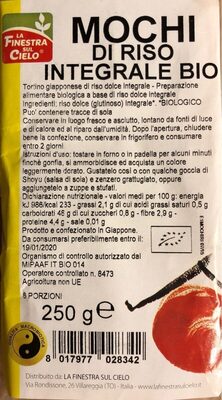 LA
FINESTRA
SUL
CIELO
MOCHI
DI RISO
INTEGRALE BIO
Tortino giapponese di riso dolce integrale - Preparazione
alimentare biologica a base di riso dolce integrale
Ingredienti: riso dolce (glutinoso) integrale*. *BIOLOGICO
Puo' contenere tracce di soia
Conservare in luogo fresco e asciutto, lontano da fonti di luce
e di calore ed al riparo dall'umidità. Dopo l'apertura, chiudere
bene la confezione, conservare in frigorifero e consumare
entro 2 giorni.
Istruzioni d'uso: tostare in forno o in padella per alcuni minuti
finché gonfia, si ammorbidisce ed acquista un colore
leggero dorato. Gustatelo così o con qualche goccia di
Shoyu (salsa di soia) e zenzero grattugiato, oppure
aggiungetelo a zuppe e stufati.
Dichiarazione nutrizionale - valori medi per 100 g: energia
kJ 986/kcal 233 - grassi 2,1 g di cui acidi grassi saturi 0,5 g
carboidrati 48 g di cui zuccheri 0,8 g - fibre 2,9 g -
proteine 4,4 g - sale 0,01 g
Prodotto e confezionato in Giappone.
Da consumarsi preferibilmente entro il:
19/01/2020
Organismo di controllo autorizzato dal
MIPAAF IT BIO 014
Operatore controllato n. 8473
Agricoltura non UE
PORZIONI
250 g e
8 017977 028342
Distribuito da: LA FINESTRA SUL CIELO
Via Rondissone, 26 Villareggia (TO) - Italia - www.lafinestrasulcielo.it